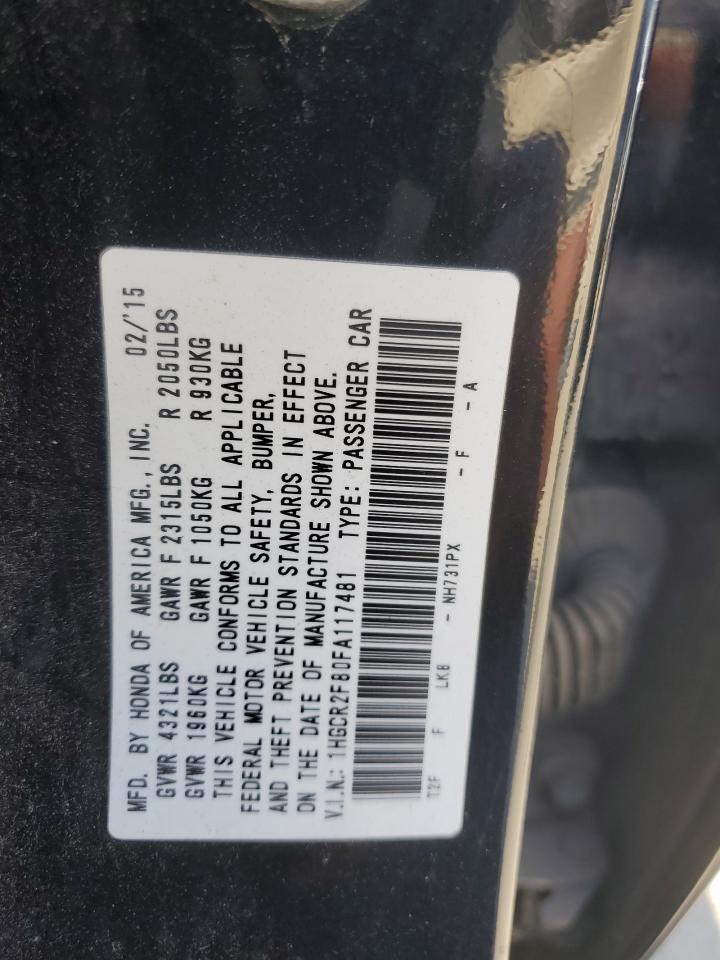 MFD. BY HONDA OF AMERICA MFG., INC. 02/'15
GVWR 4321LBS GAWR F 2315LBS R 2050LBS
GVWR 1960KG GAWR F 1050KG R 930KG
THIS VEHICLE CONFORMS TO ALL APPLICABLE
FEDERAL MOTOR VEHICLE SAFETY, BUMPER,
AND THEFT PREVENTION STANDARDS IN EFFECT
ON THE DATE OF MANUFACTURE SHOWN ABOVE.
V.I.N.: 1HGCR2F80FA117481 TYPE: PASSENGER CAR
T2F F LKB - NH731PX - F - A